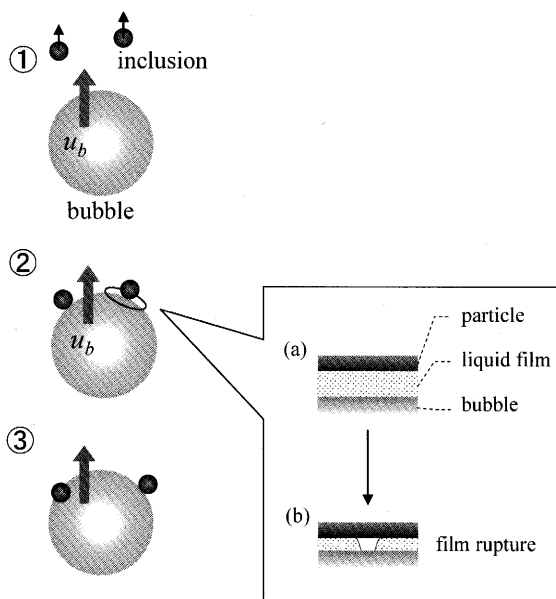 ①
inclusion
u_b
bubble
②
u_b
(a)
particle
liquid film
bubble
③
(b)
film rupture